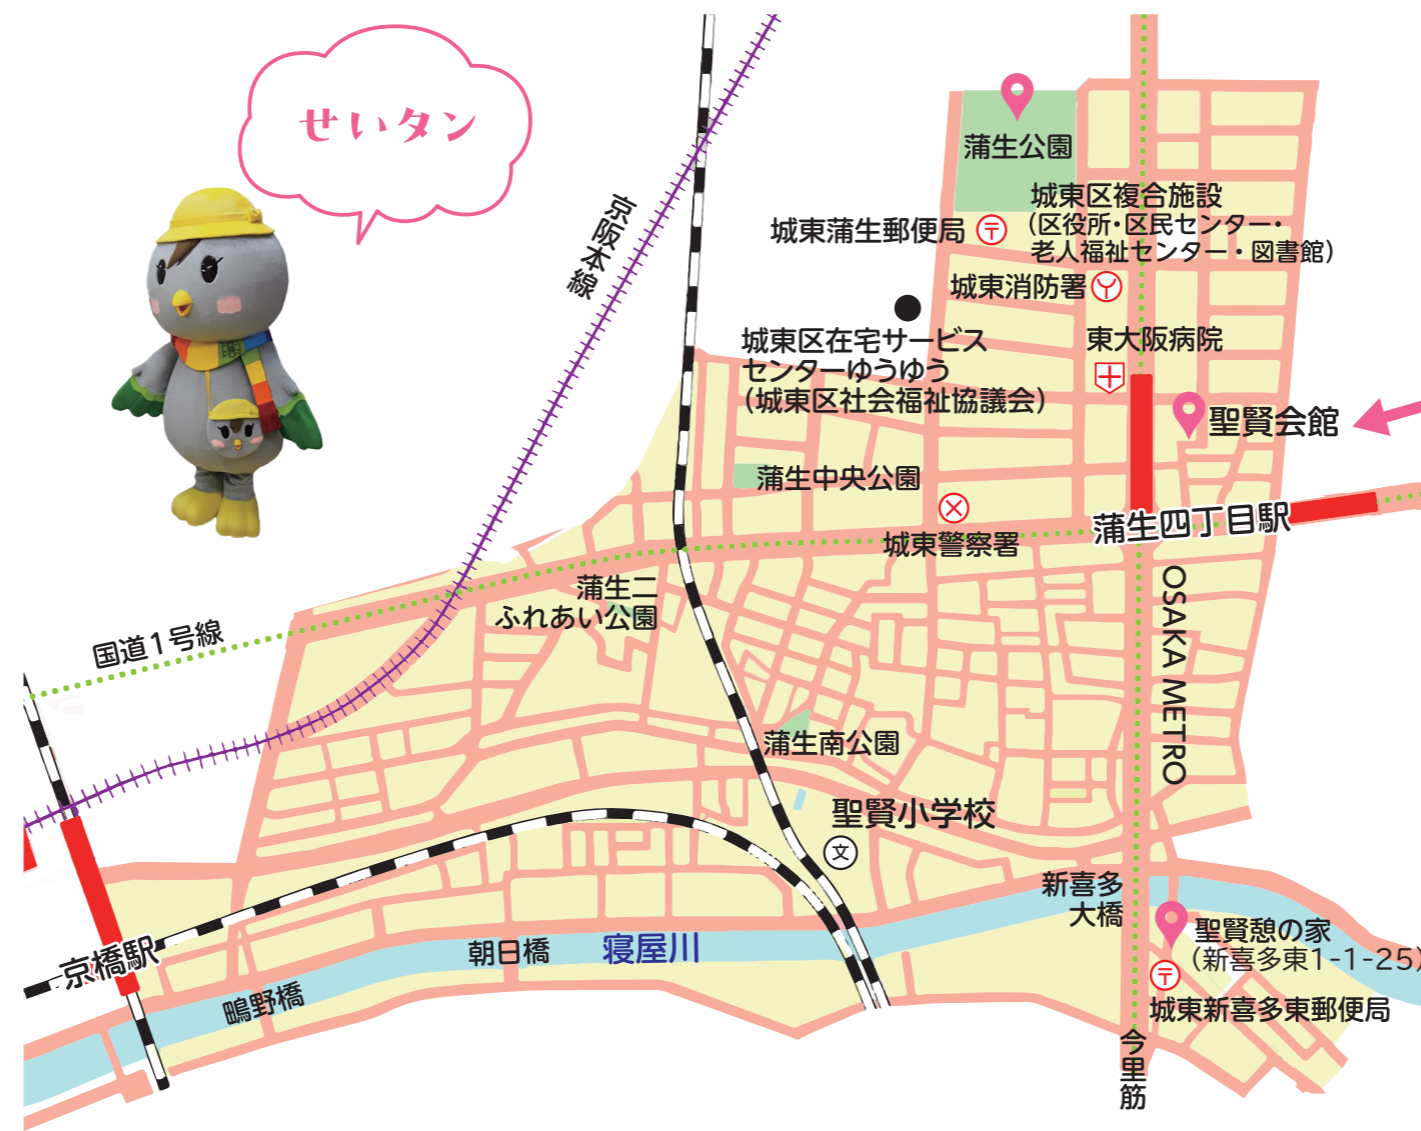 せいタン
京阪本線
蒲生公園
城東区複合施設
（区役所・区民センター・
老人福祉センター・図書館）
城東蒲生郵便局
〒
城東消防署
東大阪病院
城東区在宅サービス
センターゆうゆう
（城東区社会福祉協議会）
聖賢会館
蒲生中央公園
城東警察署
蒲生四丁目駅
蒲生二
ふれあい公園
国道1号線
OSAKA METRO
蒲生南公園
聖賢小学校
文
新喜多
大橋
聖賢憩の家
（新喜多東1-1-25）
〒
城東新喜多東郵便局
朝日橋
寝屋川
京橋駅
鴫野橋
今里筋